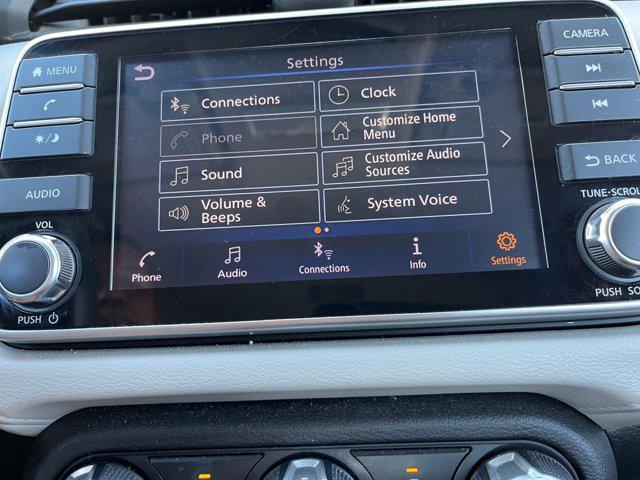 Settings
MENU
CAMERA
Connections
Clock
Phone
Customize Home
Menu
Sound
Customize Audio
Sources
Volume &
Beeps
System Voice
BACK
AUDIO
TUNE·SCROLL
VOL
Phone
Audio
Connections
Info
Settings
PUSH
PUSH